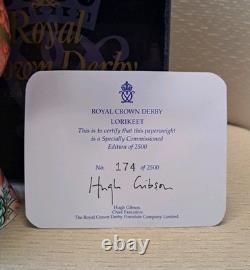 Royal
Crown Derby
ROYAL CROWN DERBY
LORIKEET
This is to certify that this paperweight
is a Specially Commissioned
Edition of 2500
No. 174 of 2500
Hugh Gibson
Hugh Gibson,
Chief Executive
The Royal Crown Derby Porcelain Company Limited.